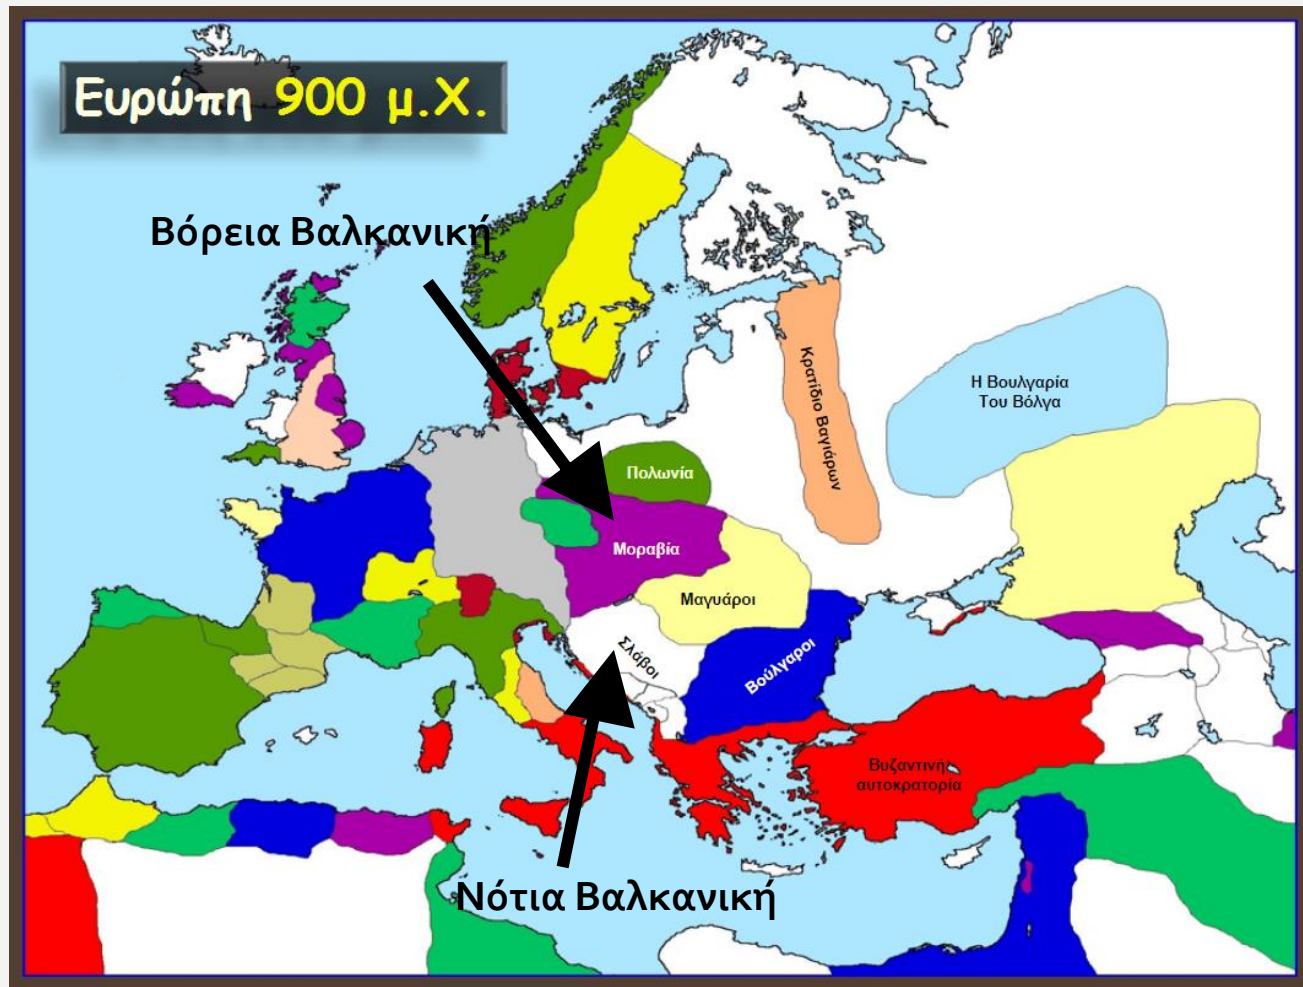 Ευρώπη 900 μ.Χ.
Βόρεια Βαλκανική
Κρατίδιο Βαγιάρων
Η Βουλγαρία
Του Βόλγα
Πολωνία
Μοραβία
Μαγυάροι
Σλάβοι
Βούλγαροι
Βυζαντινή
αυτοκρατορία
Νότια Βαλκανική